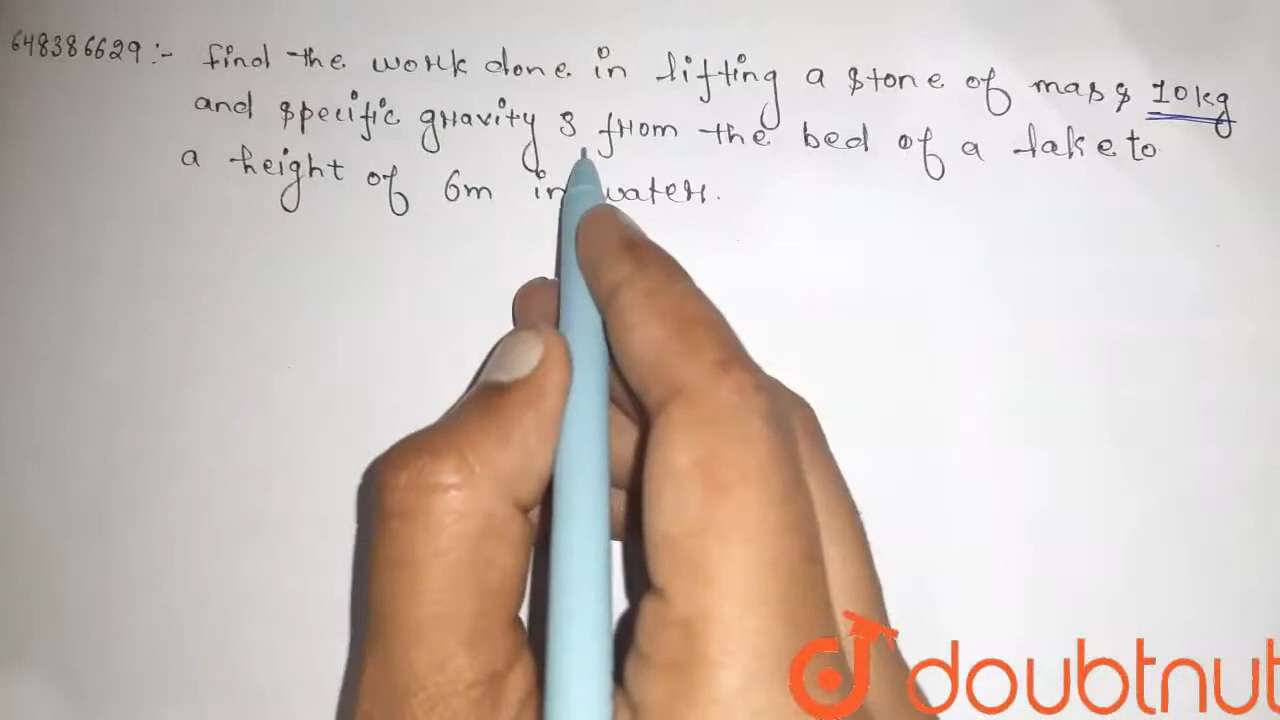 648386629:- find the work done in lifting a stone of mass 10kg
and specific gravity 3 from the bed of a lake to
a height of 6m in water.
doubtnut